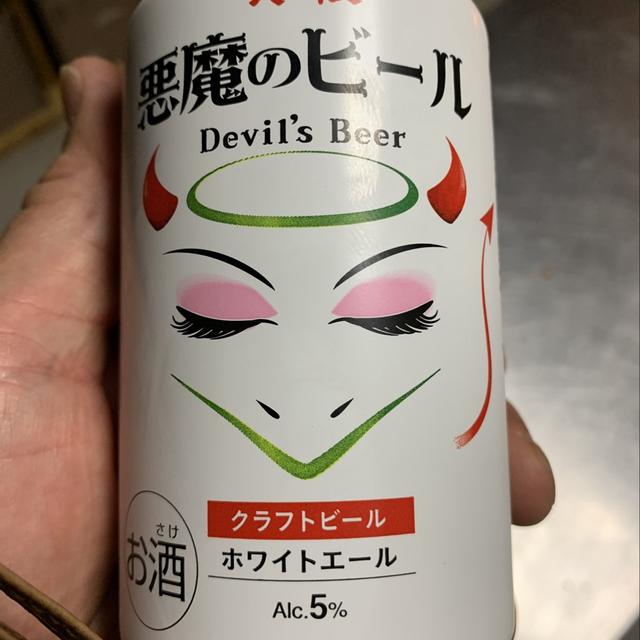 悪魔のビール
Devil's Beer
クラフトビール
ホワイトエール
Alc.5%
さけ
お酒